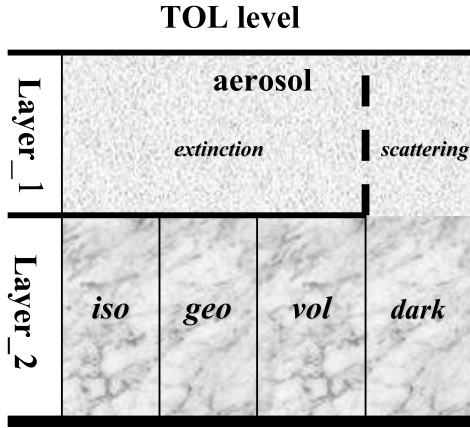 TOL level
Layer_1
aerosol
extinction
scattering
Layer_2
iso
geo
vol
dark